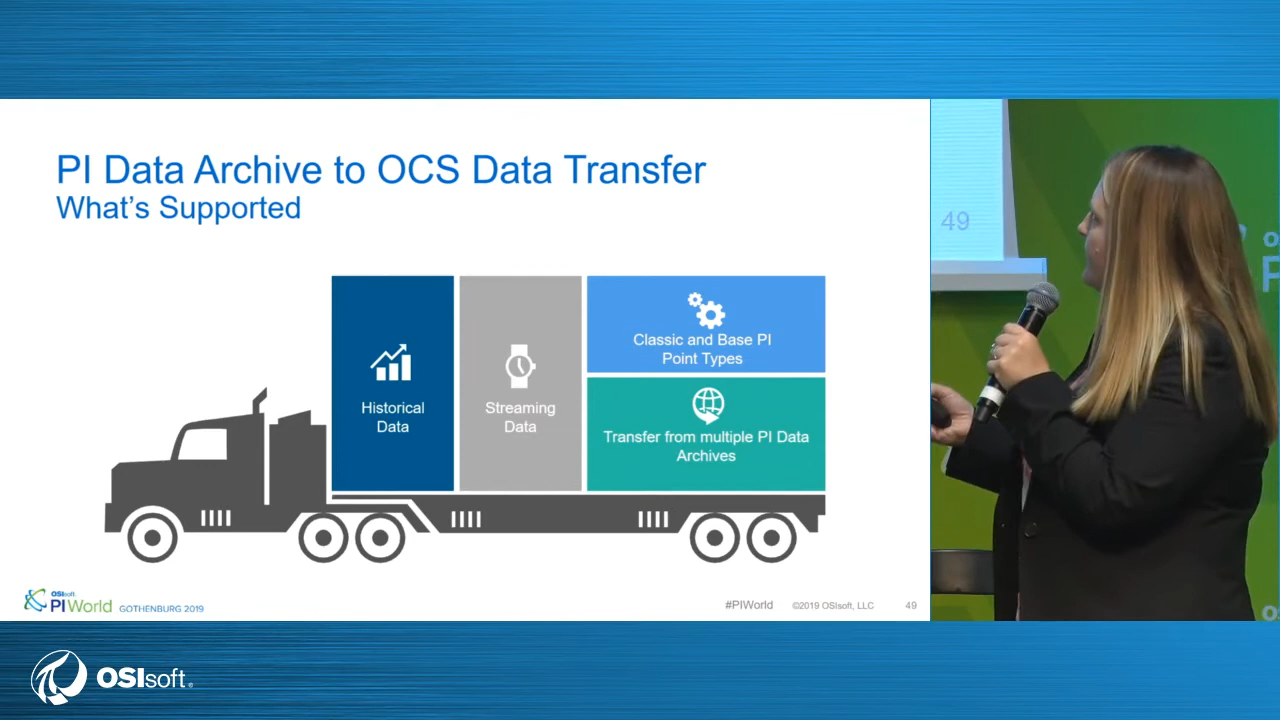 PI Data Archive to OCS Data Transfer
What's Supported
Historical
Data
Streaming
Data
Classic and Base PI
Point Types
Transfer from multiple PI Data
Archives
OSIsoft.
PI World GOTHENBURG 2019
#PIWorld ©2019 OSIsoft, LLC 49
49
OSIsoft.